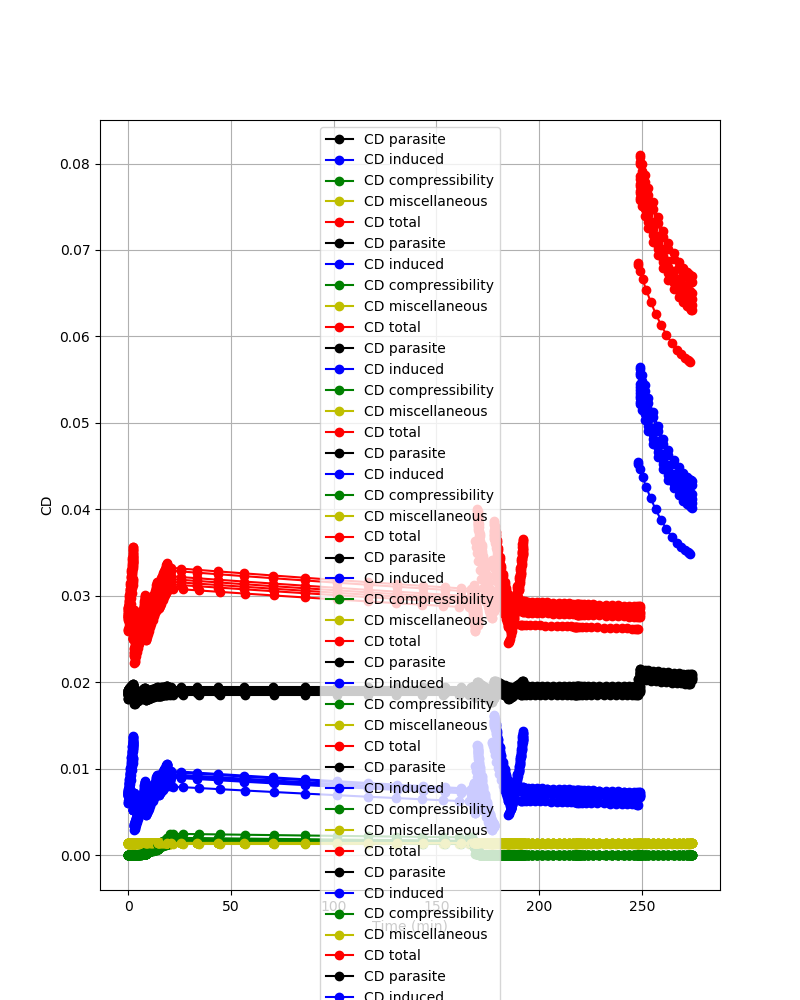 0.08
0.07
0.06
0.05
0.04
0.03
0.02
0.01
0.00
CD
0
50
100
150
200
250
Time (min)
CD parasite
CD induced
CD compressibility
CD miscellaneous
CD total
CD parasite
CD induced
CD compressibility
CD miscellaneous
CD total
CD parasite
CD induced
CD compressibility
CD miscellaneous
CD total
CD parasite
CD induced
CD compressibility
CD miscellaneous
CD total
CD parasite
CD induced
CD compressibility
CD miscellaneous
CD total
CD parasite
CD induced
CD compressibility
CD miscellaneous
CD total
CD parasite
CD induced
CD compressibility
CD miscellaneous
CD total
CD parasite
CD induced
CD compressibility
CD miscellaneous
CD total
CD parasite
CD induced